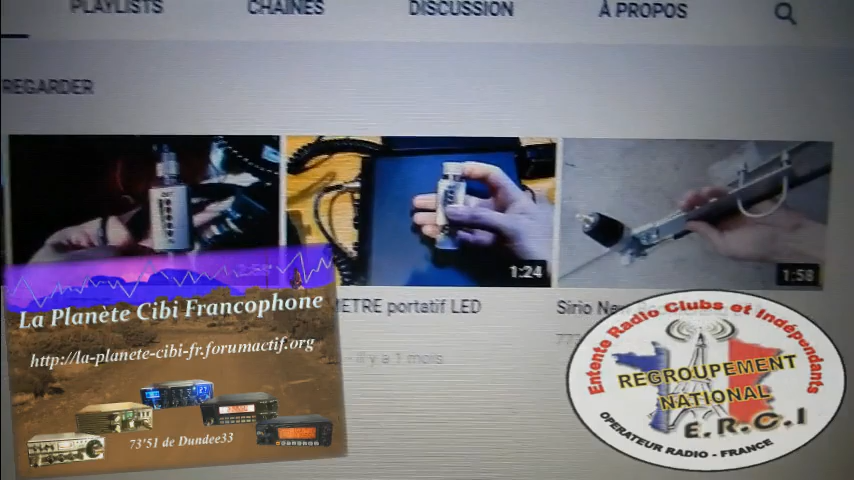 PLAYLISTS CHAÎNES DISCUSSION À PROPOS
REGARDER
1:24
1:58
METRE portatif LED
Sirio
il y a 1 mois
La Planète Cibi Francophone
http://la-planete-cibi-fr.forumactif.org
73'51 de Dundee33
Entente Radio Clubs et Indépendants
REGROUPEMENT
NATIONAL
E.R.C.I
OPERATEUR RADIO - FRANCE